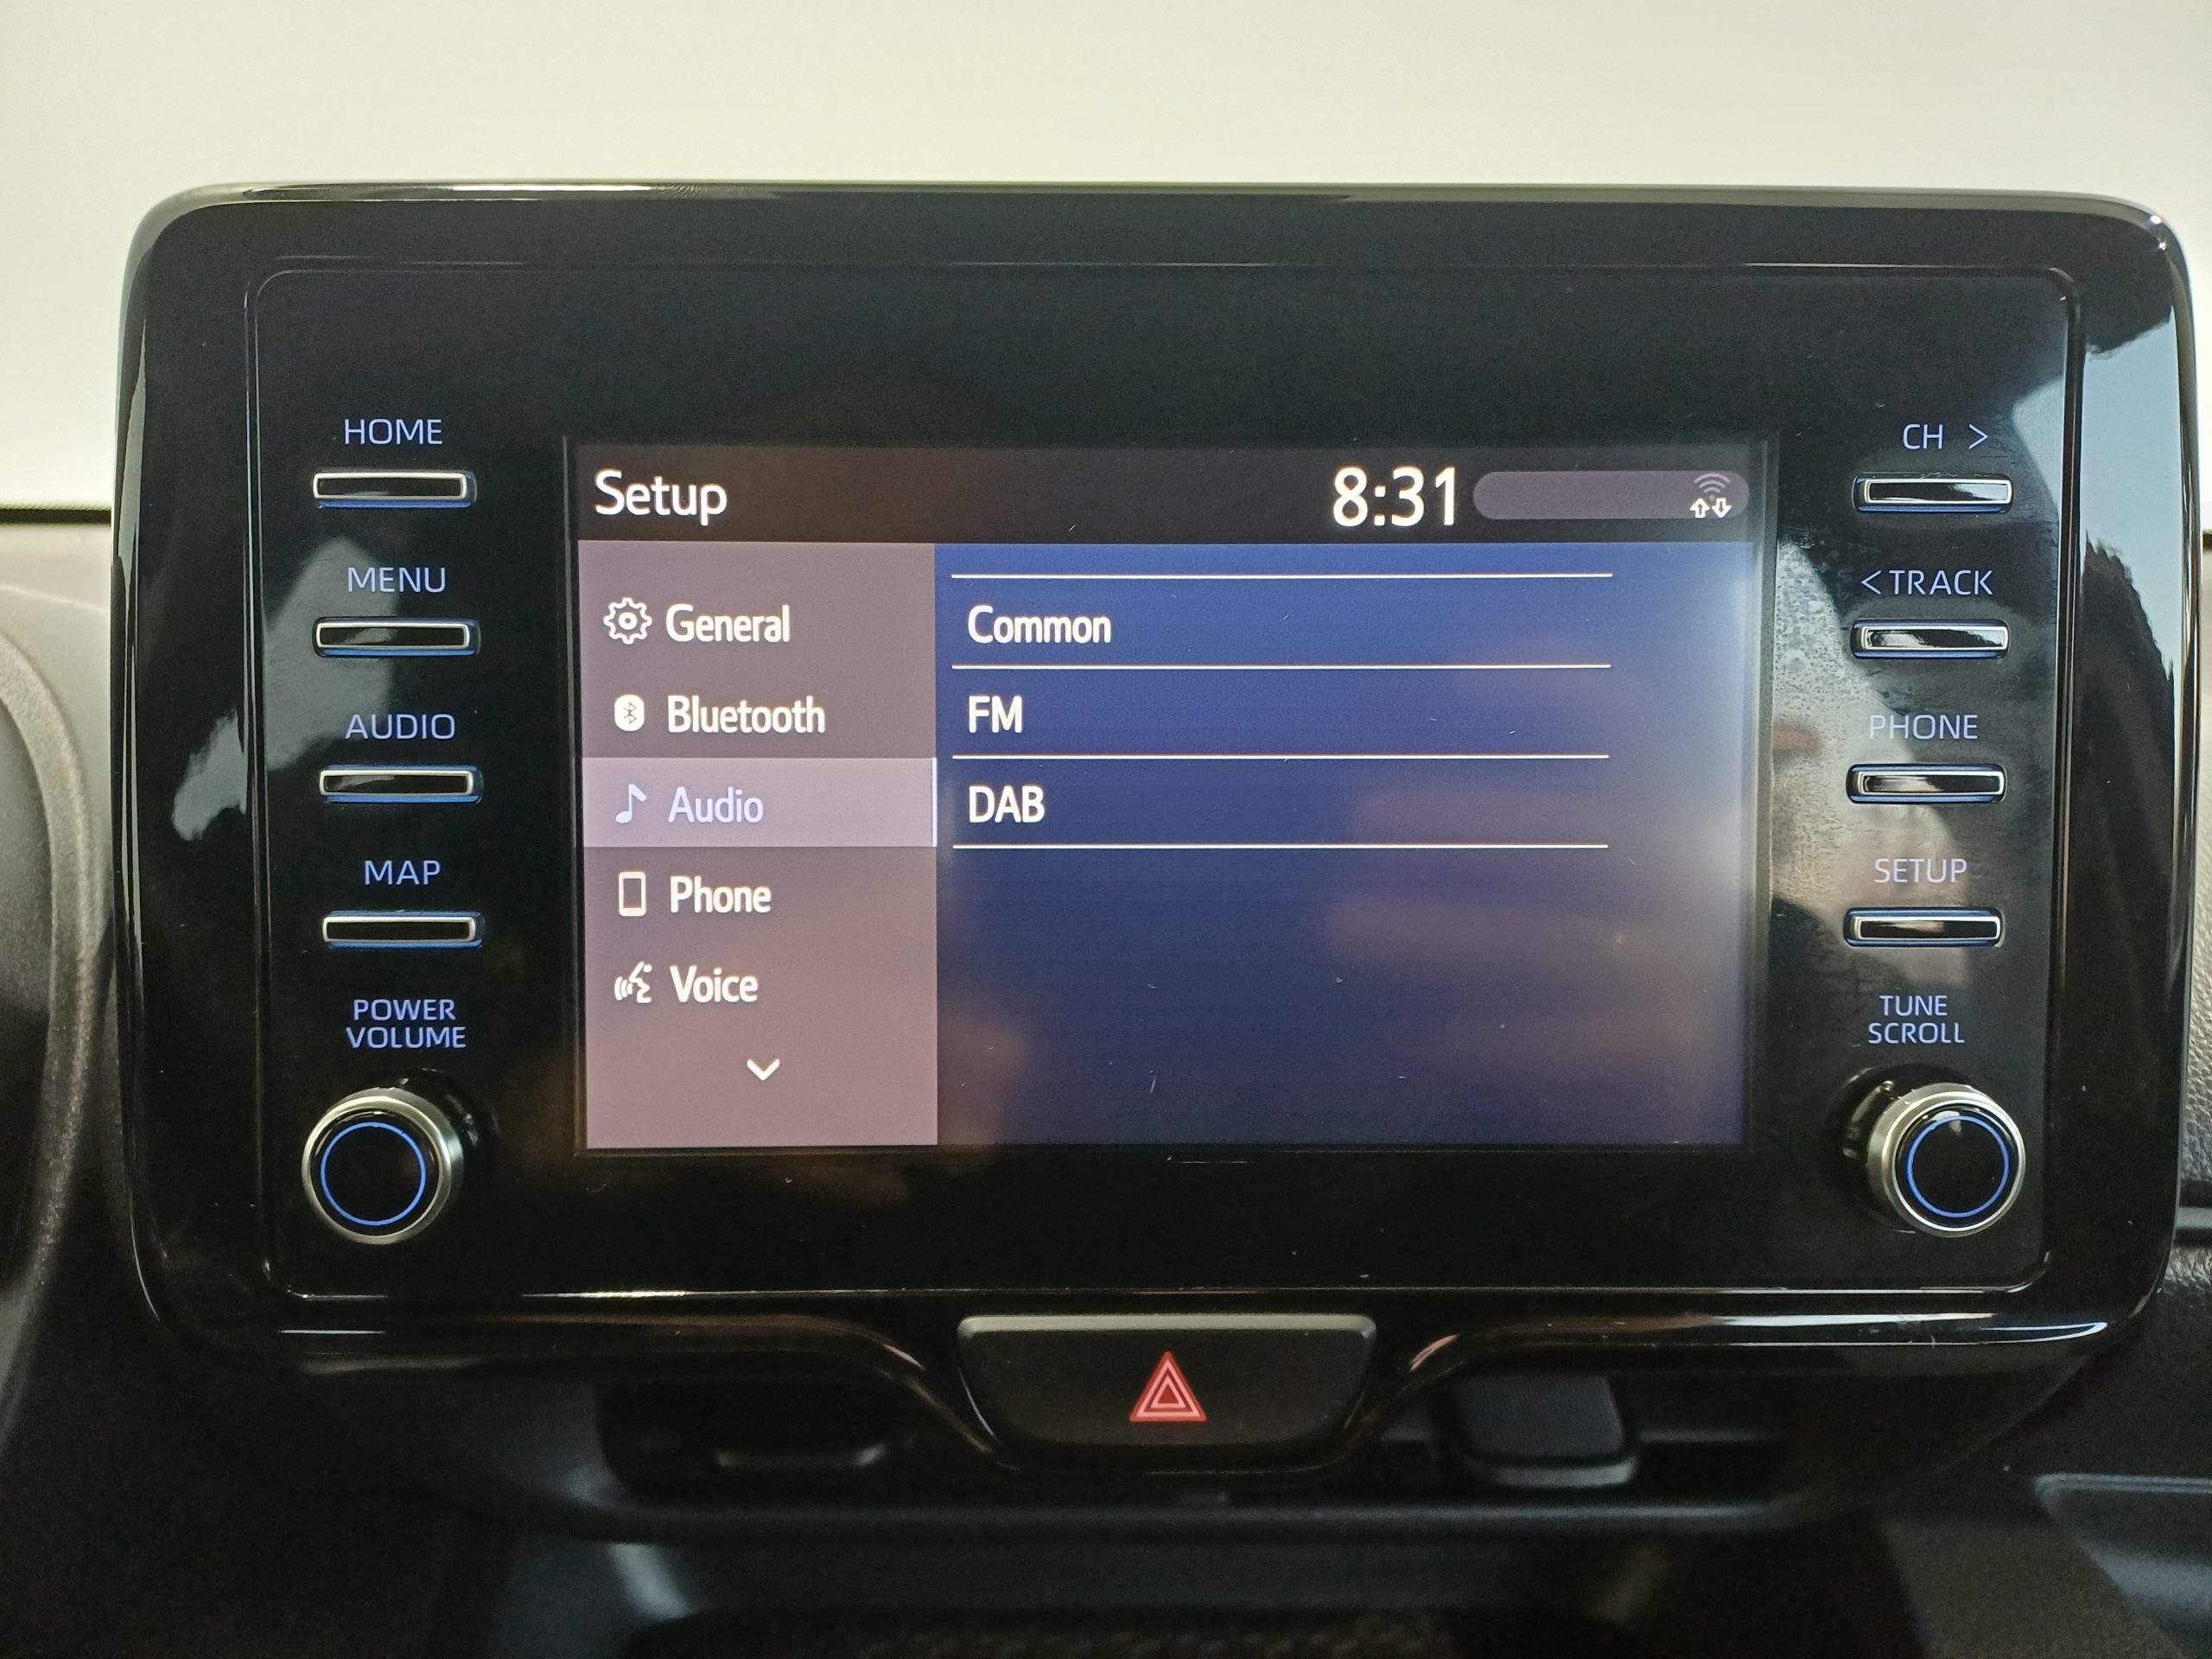 HOME
MENU
AUDIO
MAP
POWER
VOLUME
Setup
8:31
General
Bluetooth
Audio
Phone
Voice
Common
FM
DAB
CH >
< TRACK
PHONE
SETUP
TUNE
SCROLL